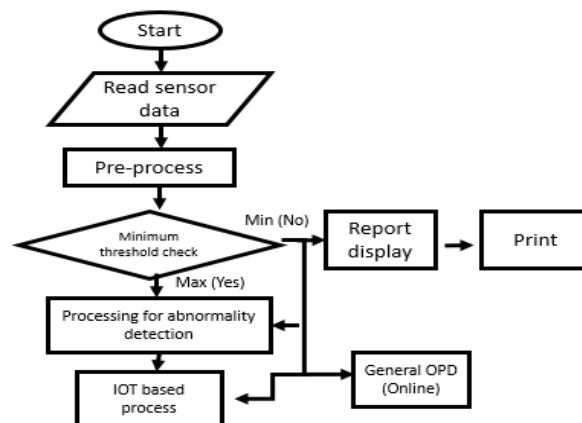 Start
Read sensor
data
Pre-process
Minimum
threshold check
Min (No)
Report
display
Print
Max (Yes)
Processing for abnormality
detection
IOT based
process
General OPD
(Online)